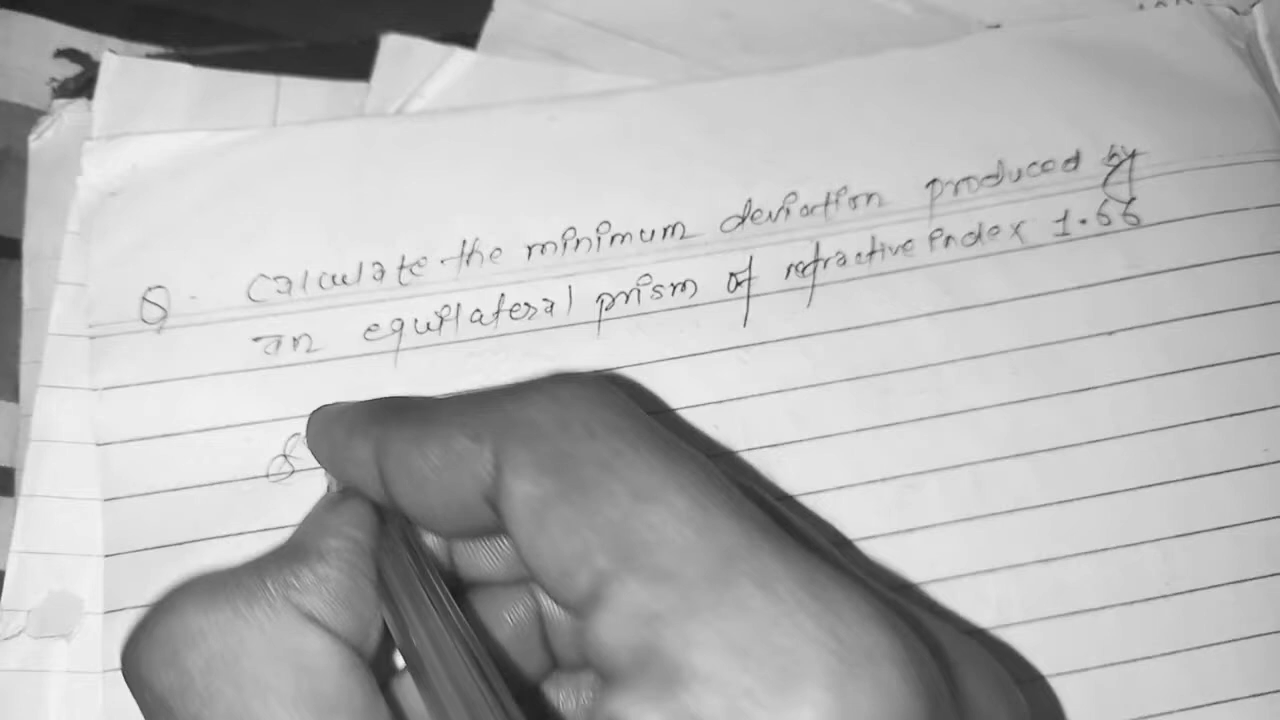 Q. Calculate the minimum deviation produced by
an equilateral prism of refractive index 1.66